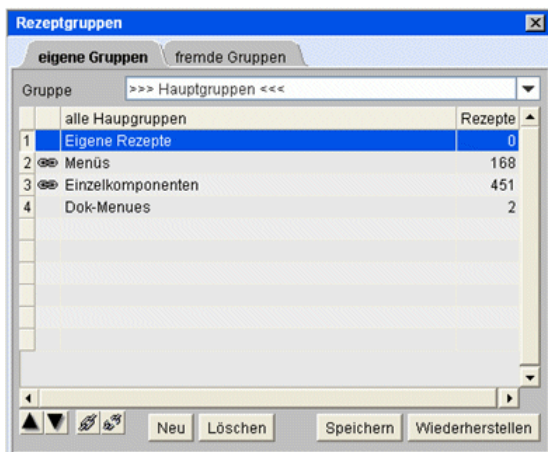 Rezeptgruppen
eigene Gruppen fremde Gruppen
Gruppe >>> Hauptgruppen <<<
alle Haupgruppen Rezepte
1 Eigene Rezepte 0
2 Menüs 168
3 Einzelkomponenten 451
4 Dok-Menues 2
Neu Löschen Speichern Wiederherstellen